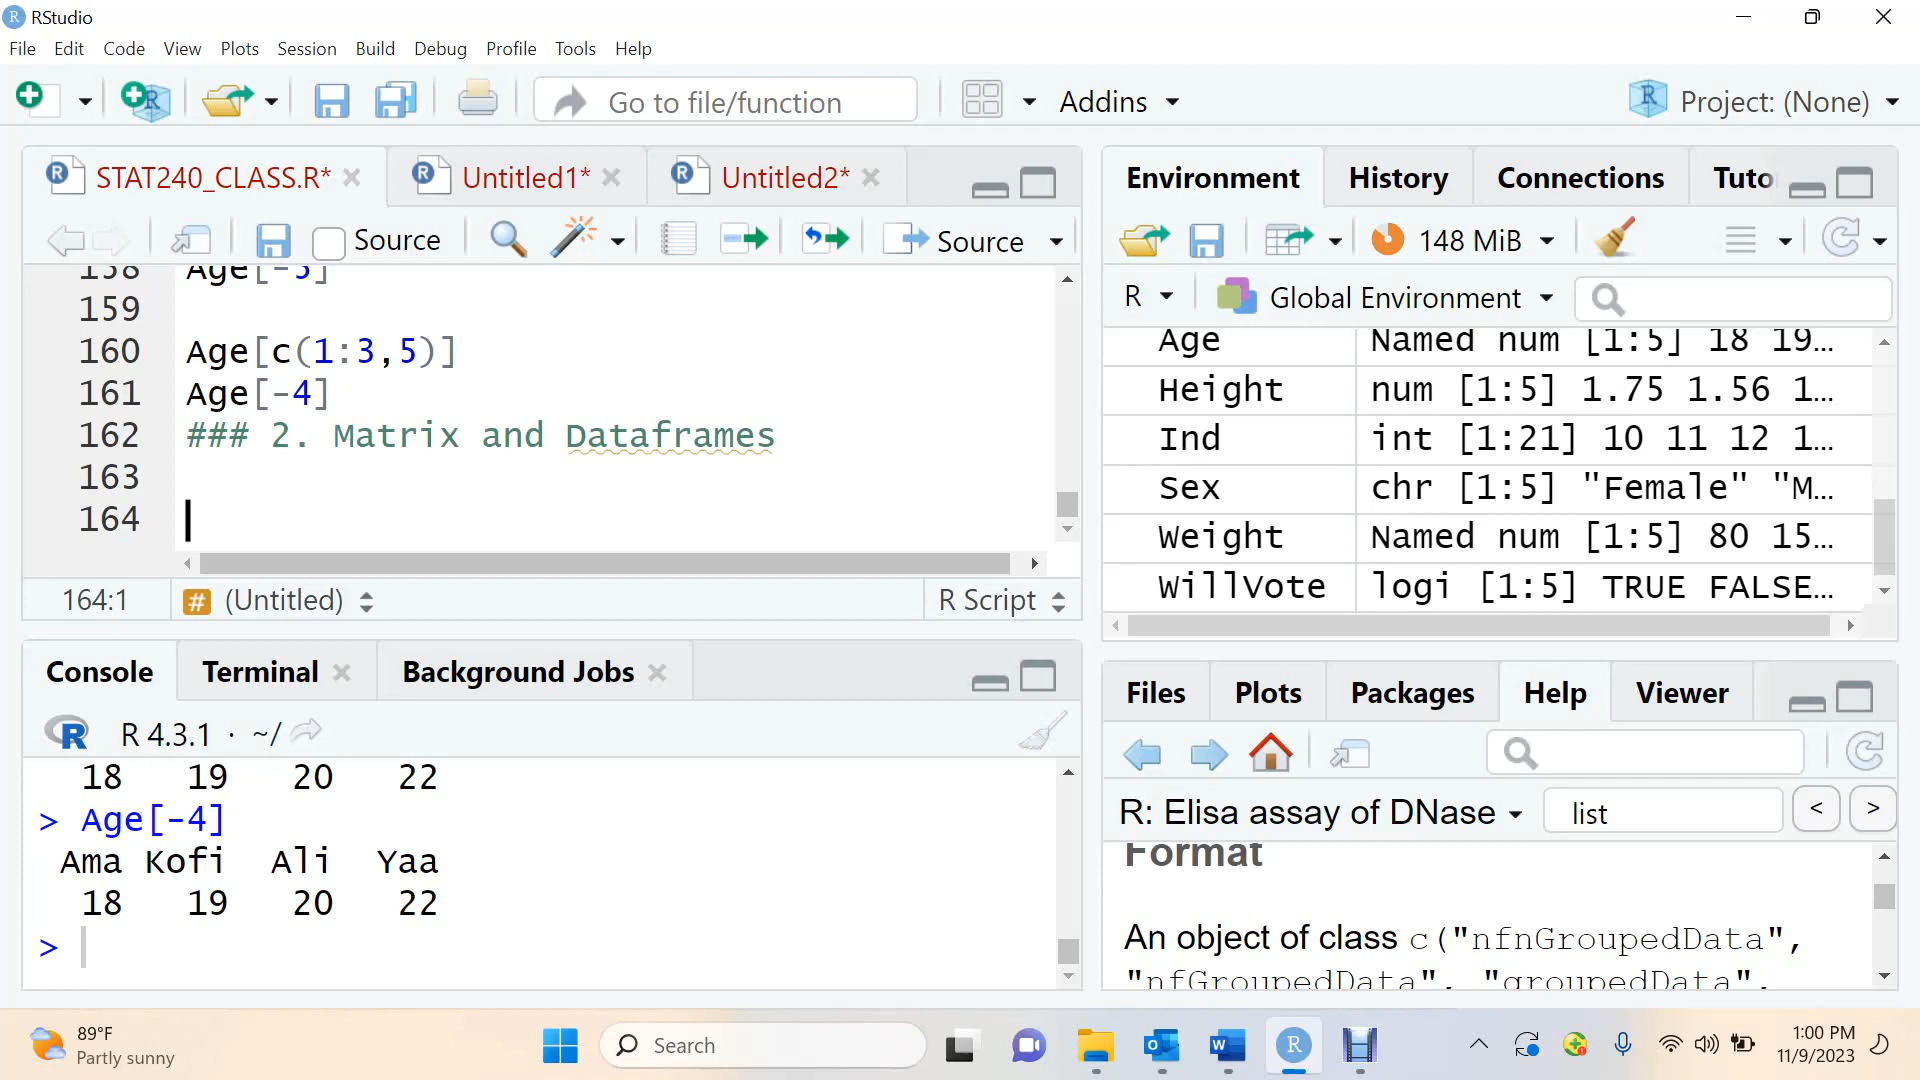 RStudio
File Edit Code View Plots Session Build Debug Profile Tools Help
Go to file/function Addins Project: (None)
STAT240_CLASS.R* Untitled1* Untitled2*
Source Source
158 Age[-3]
159
160 Age[c(1:3,5)]
161 Age[-4]
162 ### 2. Matrix and Dataframes
163
164
164:1 (Untitled) R Script
Console Terminal Background Jobs
R 4.3.1 · ~/
18 19 20 22
> Age[-4]
Ama Kofi Ali Yaa
18 19 20 22
>
Environment History Connections
148 MiB
R Global Environment
Age Named num [1:5] 18 19...
Height num [1:5] 1.75 1.56 1...
Ind int [1:21] 10 11 12 1...
Sex chr [1:5] "Female" "M...
Weight Named num [1:5] 80 15...
WillVote logi [1:5] TRUE FALSE...
Files Plots Packages Help Viewer
R: Elisa assay of DNase list < >
Format
An object of class c("nfnGroupedData",
"nfGroupedData", "groupedData",
89°F
Partly sunny
Search
1:00 PM
11/9/2023